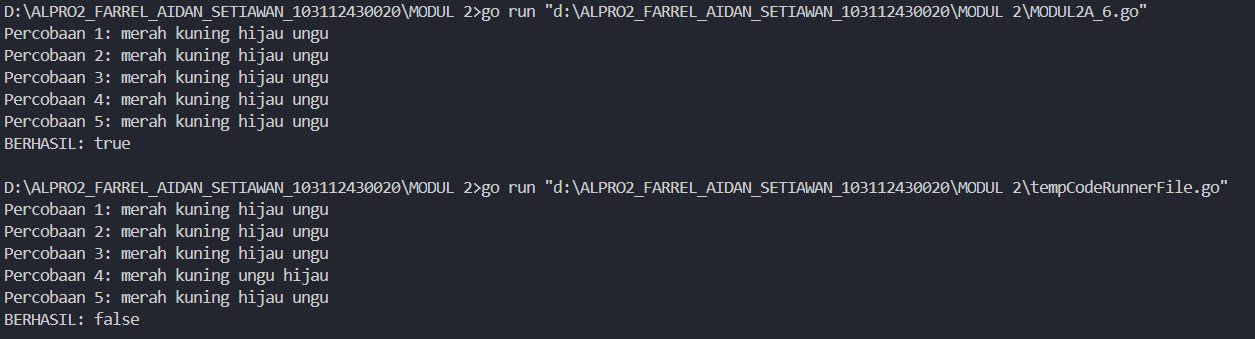 D:\ALPRO2_FARREL_AIDAN_SETIAWAN_103112430020\MODUL 2>go run "d:\ALPRO2_FARREL_AIDAN_SETIAWAN_103112430020\MODUL 2\MODUL2A_6.go"
Percobaan 1: merah kuning hijau ungu
Percobaan 2: merah kuning hijau ungu
Percobaan 3: merah kuning hijau ungu
Percobaan 4: merah kuning hijau ungu
Percobaan 5: merah kuning hijau ungu
BERHASIL: true
D:\ALPRO2_FARREL_AIDAN_SETIAWAN_103112430020\MODUL 2>go run "d:\ALPRO2_FARREL_AIDAN_SETIAWAN_103112430020\MODUL 2\tempCodeRunnerFile.go"
Percobaan 1: merah kuning hijau ungu
Percobaan 2: merah kuning hijau ungu
Percobaan 3: merah kuning hijau ungu
Percobaan 4: merah kuning ungu hijau
Percobaan 5: merah kuning hijau ungu
BERHASIL: false